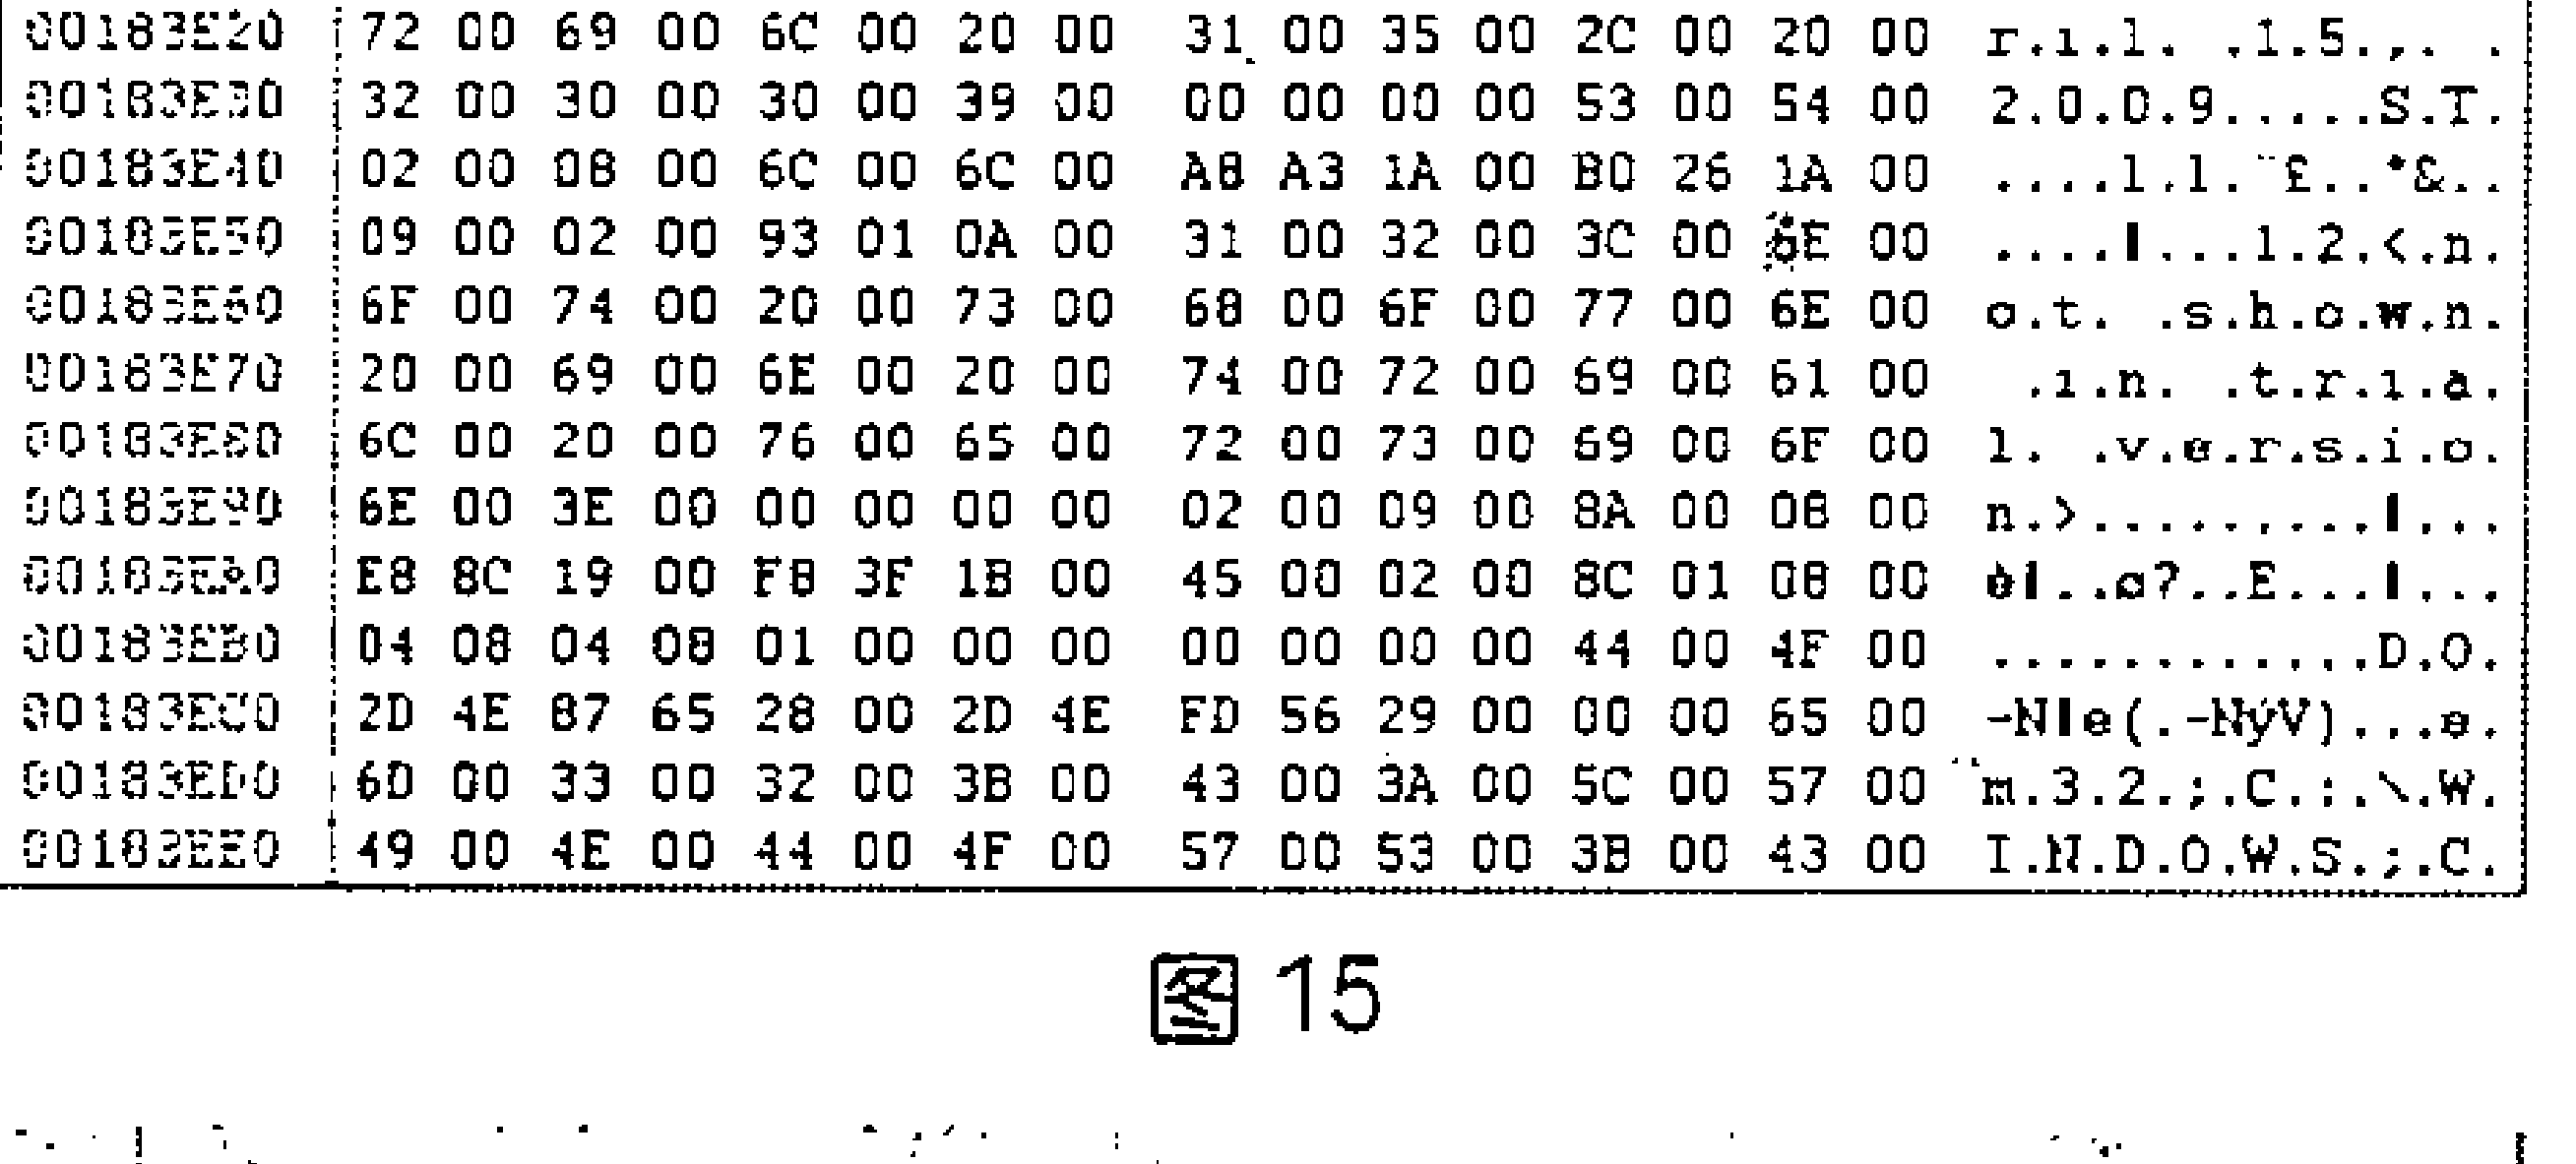 00183E20 72 00 69 00 6C 00 20 00 31 00 35 00 2C 00 20 00 r.i.l. .1.5.,. .
00183E30 32 00 30 00 30 00 39 00 00 00 00 00 53 00 54 00 2.0.0.9.....S.T.
00183E40 02 00 08 00 6C 00 6C 00 A8 A3 1A 00 B0 26 1A 00 ....l.l.¨£..°&..
00183E50 09 00 02 00 93 01 0A 00 31 00 32 00 3C 00 6E 00 ....|...1.2.<.n.
00183E60 6F 00 74 00 20 00 73 00 68 00 6F 00 77 00 6E 00 o.t. .s.h.o.w.n.
00183E70 20 00 69 00 6E 00 20 00 74 00 72 00 69 00 61 00 .i.n. .t.r.i.a.
00183E80 6C 00 20 00 76 00 65 00 72 00 73 00 69 00 6F 00 l. .v.e.r.s.i.o.
00183E90 6E 00 3E 00 00 00 00 00 02 00 09 00 8A 00 08 00 n.>.........|...
00183EA0 E8 8C 19 00 F8 3F 1B 00 45 00 02 00 8C 01 08 00 è|..ø?..E...|...
00183EB0 04 08 04 08 01 00 00 00 00 00 00 00 44 00 4F 00 ............D.O.
00183EC0 2D 4E 87 65 28 00 2D 4E FD 56 29 00 00 00 65 00 -N|e(.-NýV)...e.
00183ED0 6D 00 33 00 32 00 3B 00 43 00 3A 00 5C 00 57 00 m.3.2.;.C.:.\.W.
00183EE0 49 00 4E 00 44 00 4F 00 57 00 53 00 3B 00 43 00 I.N.D.O.W.S.;.C.
图 15